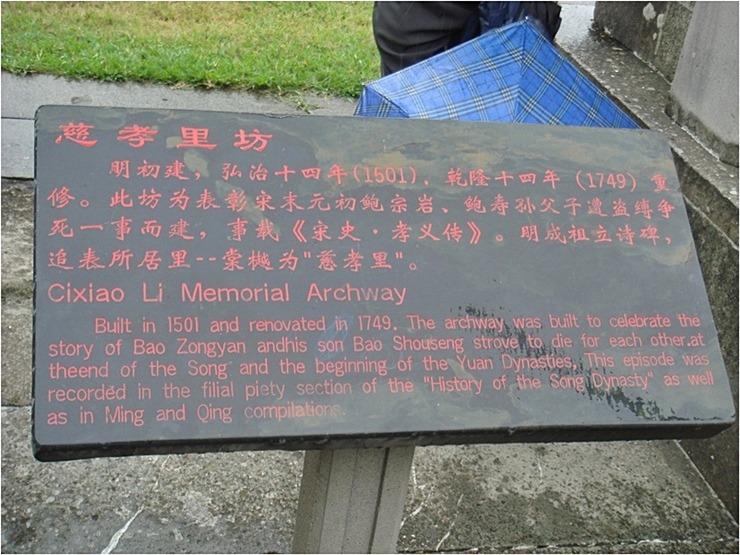 慈孝里坊
明初建，弘治十四年(1501)，乾隆十四年 (1749) 重
修。此坊为表彰宋末元初鲍宗岩、鲍寿孙父子遭盗缚争
死一事而建，事载《宋史·孝义传》。明成祖立诗碑，
追表所居里--棠樾为"慈孝里"。
Cixiao Li Memorial Archway
Built in 1501 and renovated in 1749. The archway was built to celebrate the
story of Bao Zongyan andhis son Bao Shouseng strove to die for each other.at
theend of the Song and the beginning of the Yuan Dynasties. This episode was
recorded in the filial piety section of the "History of the Song Dynasty" as well
as in Ming and Qing compilations.